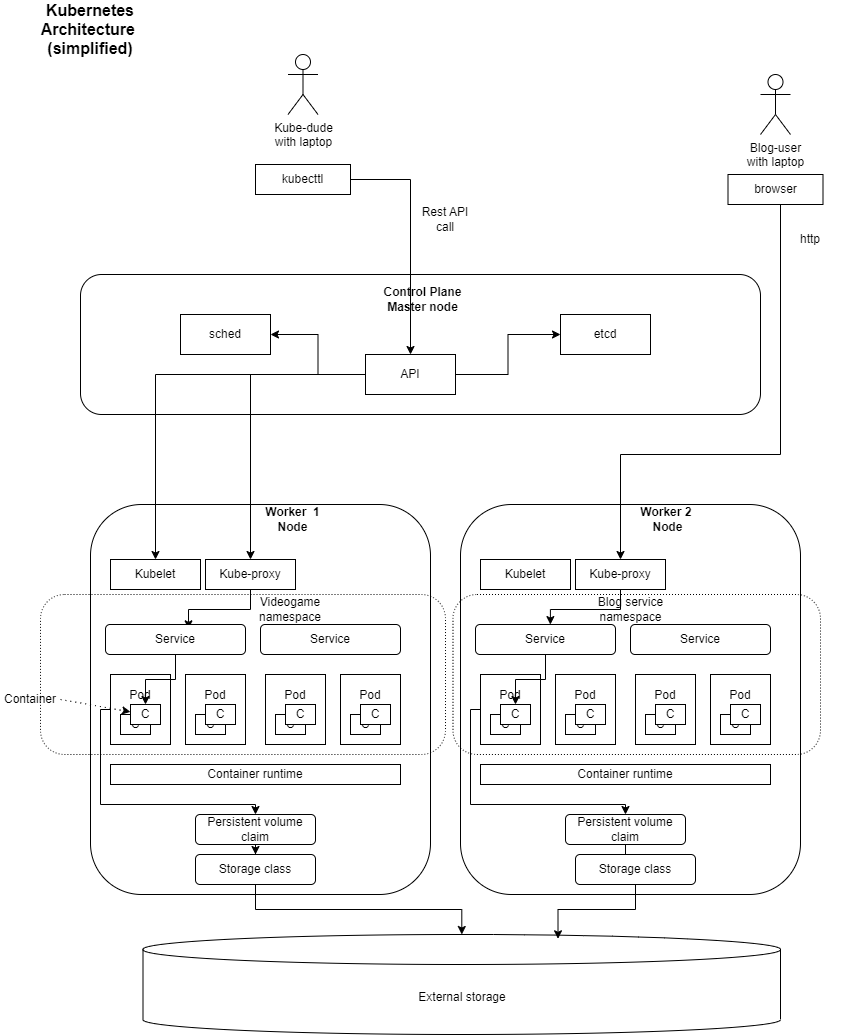 Kubernetes
Architecture
(simplified)
Kube-dude
with laptop
Blog-user
with laptop
kubecttl
browser
Rest API
call
http
Control Plane
Master node
sched
etcd
API
Worker 1
Node
Worker 2
Node
Kubelet
Kube-proxy
Kubelet
Kube-proxy
Videogame
namespace
Blog service
namespace
Service
Service
Service
Service
Container
Pod
Pod
Pod
Pod
Pod
Pod
Pod
Pod
C
C
C
C
C
C
C
C
Container runtime
Container runtime
Persistent volume
claim
Persistent volume
claim
Storage class
Storage class
External storage